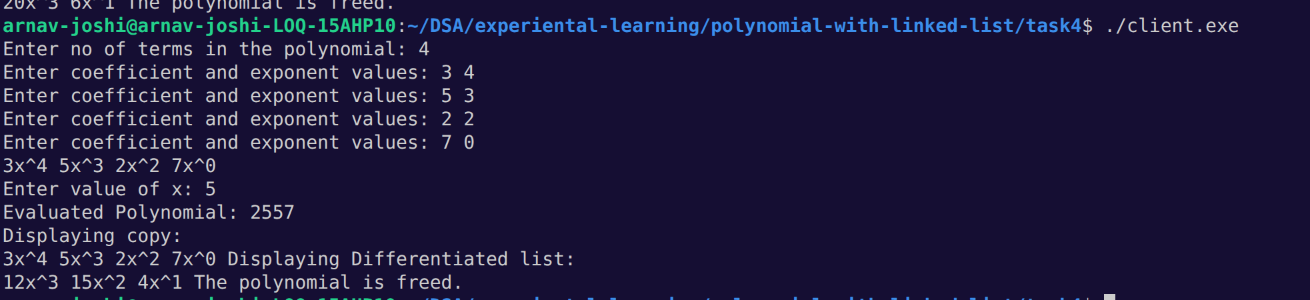 20x^3 6x^1 The polynomial is freed.
arnav-joshi@arnav-joshi-LOQ-15AHP10:~/DSA/experiental-learning/polynomial-with-linked-list/task4$ ./client.exe
Enter no of terms in the polynomial: 4
Enter coefficient and exponent values: 3 4
Enter coefficient and exponent values: 5 3
Enter coefficient and exponent values: 2 2
Enter coefficient and exponent values: 7 0
3x^4 5x^3 2x^2 7x^0
Enter value of x: 5
Evaluated Polynomial: 2557
Displaying copy:
3x^4 5x^3 2x^2 7x^0 Displaying Differentiated list:
12x^3 15x^2 4x^1 The polynomial is freed.